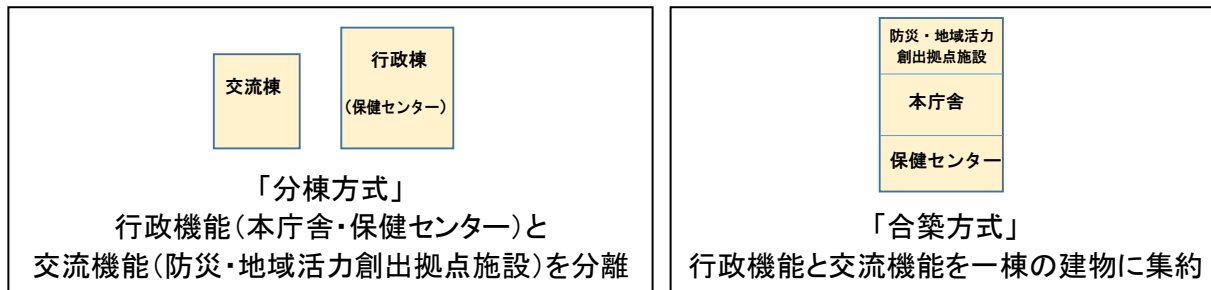 交流棟
行政棟
（保健センター）
「分棟方式」
行政機能（本庁舎・保健センター）と
交流機能（防災・地域活力創出拠点施設）を分離
防災・地域活力
創出拠点施設
本庁舎
保健センター
「合築方式」
行政機能と交流機能を一棟の建物に集約